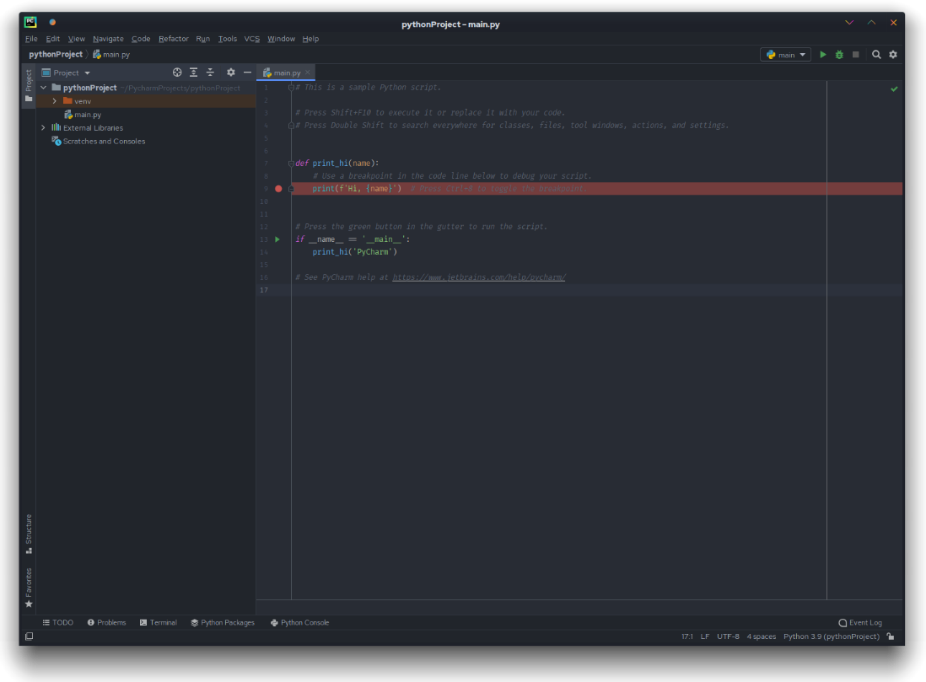 PC
pythonProject – main.py
File Edit View Navigate Code Refactor Run Tools VCS Window Help
pythonProject main.py
main
Project
Project
main.py
pythonProject ~/PycharmProjects/pythonProject
venv
main.py
External Libraries
Scratches and Consoles
1 # This is a sample Python script.
2
3 # Press Shift+F10 to execute it or replace it with your code.
4 # Press Double Shift to search everywhere for classes, files, tool windows, actions, and settings.
5
6
7 def print_hi(name):
8 # Use a breakpoint in the code line below to debug your script.
9 print(f'Hi, {name}') # Press Ctrl+8 to toggle the breakpoint.
10
11
12 # Press the green button in the gutter to run the script.
13 if __name__ == '__main__':
14 print_hi('PyCharm')
15
16 # See PyCharm help at https://www.jetbrains.com/help/pycharm/
17
Structure
Favorites
TODO Problems Terminal Python Packages Python Console Event Log
17:1 LF UTF-8 4 spaces Python 3.9 (pythonProject)